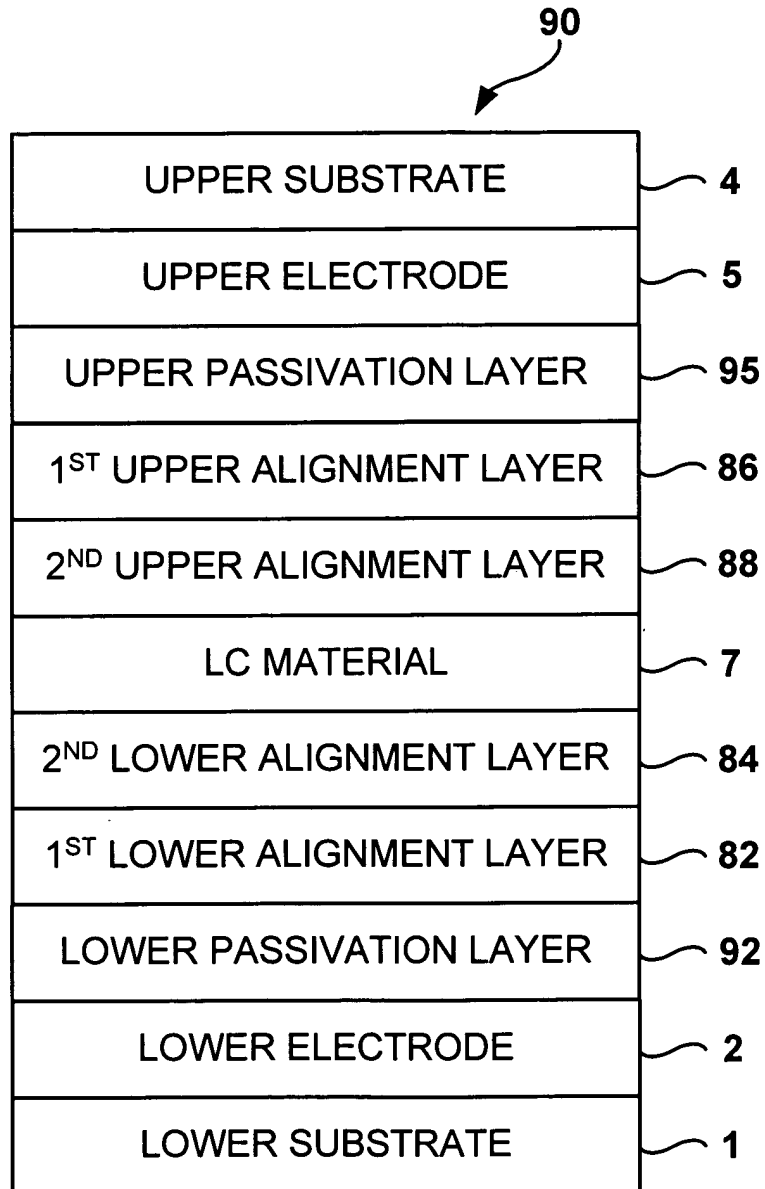 90
UPPER SUBSTRATE 4
UPPER ELECTRODE 5
UPPER PASSIVATION LAYER 95
1ST UPPER ALIGNMENT LAYER 86
2ND UPPER ALIGNMENT LAYER 88
LC MATERIAL 7
2ND LOWER ALIGNMENT LAYER 84
1ST LOWER ALIGNMENT LAYER 82
LOWER PASSIVATION LAYER 92
LOWER ELECTRODE 2
LOWER SUBSTRATE 1